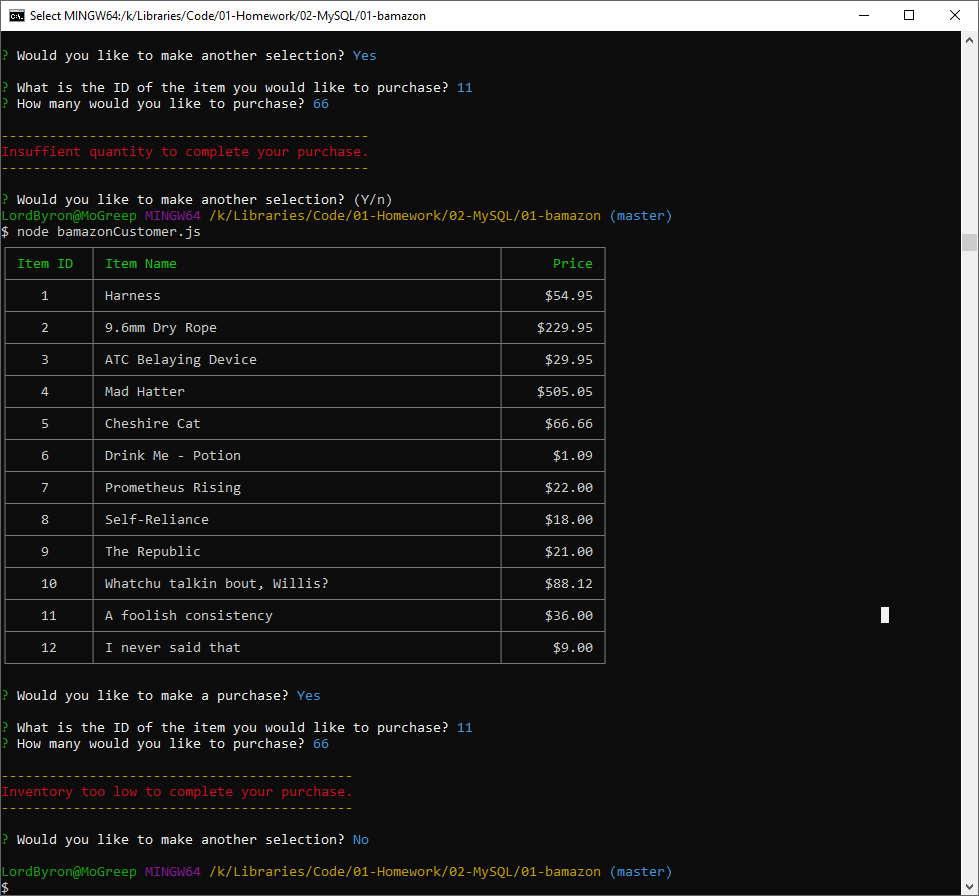 Select MINGW64:/k/Libraries/Code/01-Homework/02-MySQL/01-bamazon
? Would you like to make another selection? Yes
? What is the ID of the item you would like to purchase? 11
? How many would you like to purchase? 66
----------------------------------------------
Insuffient quantity to complete your purchase.
----------------------------------------------
? Would you like to make another selection? (Y/n)
LordByron@MoGreep MINGW64 /k/Libraries/Code/01-Homework/02-MySQL/01-bamazon (master)
$ node bamazonCustomer.js
Item ID Item Name Price
1 Harness $54.95
2 9.6mm Dry Rope $229.95
3 ATC Belaying Device $29.95
4 Mad Hatter $505.05
5 Cheshire Cat $66.66
6 Drink Me - Potion $1.09
7 Prometheus Rising $22.00
8 Self-Reliance $18.00
9 The Republic $21.00
10 Whatchu talkin bout, Willis? $88.12
11 A foolish consistency $36.00
12 I never said that $9.00
? Would you like to make a purchase? Yes
? What is the ID of the item you would like to purchase? 11
? How many would you like to purchase? 66
--------------------------------------------
Inventory too low to complete your purchase.
--------------------------------------------
? Would you like to make another selection? No
LordByron@MoGreep MINGW64 /k/Libraries/Code/01-Homework/02-MySQL/01-bamazon (master)
$